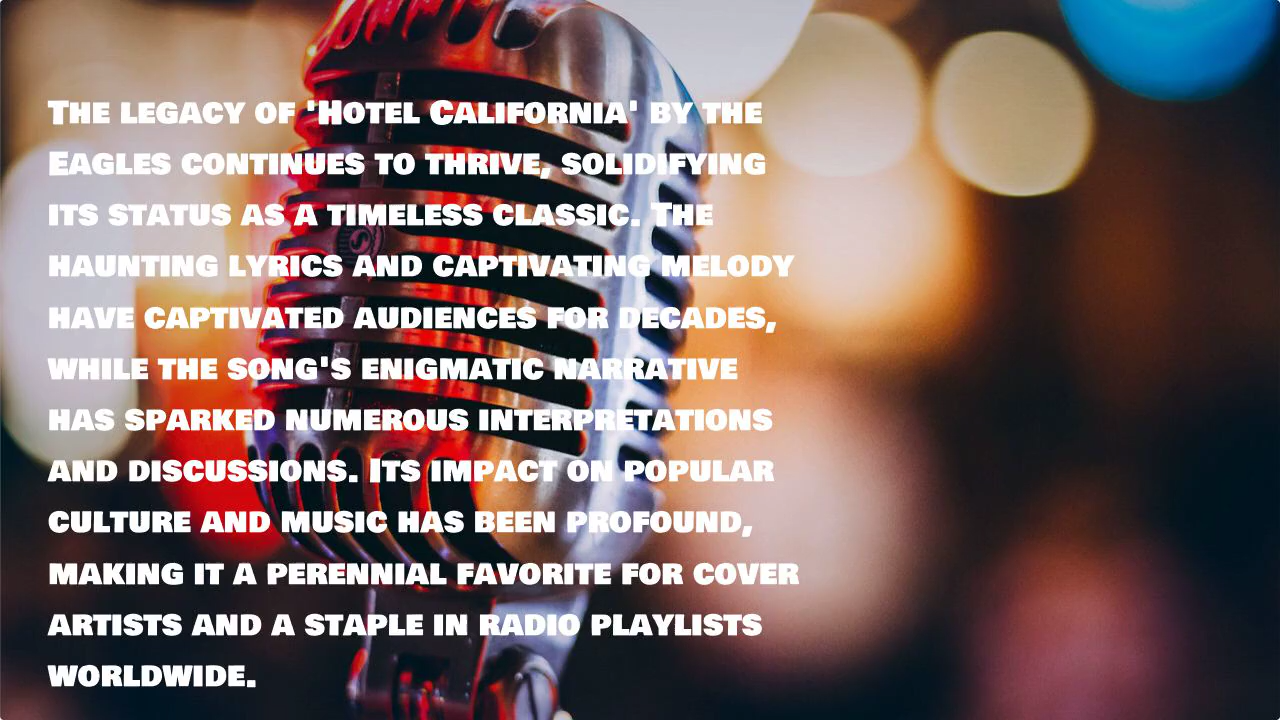 The legacy of 'Hotel California' by the
Eagles continues to thrive, solidifying
its status as a timeless classic. The
haunting lyrics and captivating melody
have captivated audiences for decades,
while the song's enigmatic narrative
has sparked numerous interpretations
and discussions. Its impact on popular
culture and music has been profound,
making it a perennial favorite for cover
artists and a staple in radio playlists
worldwide.